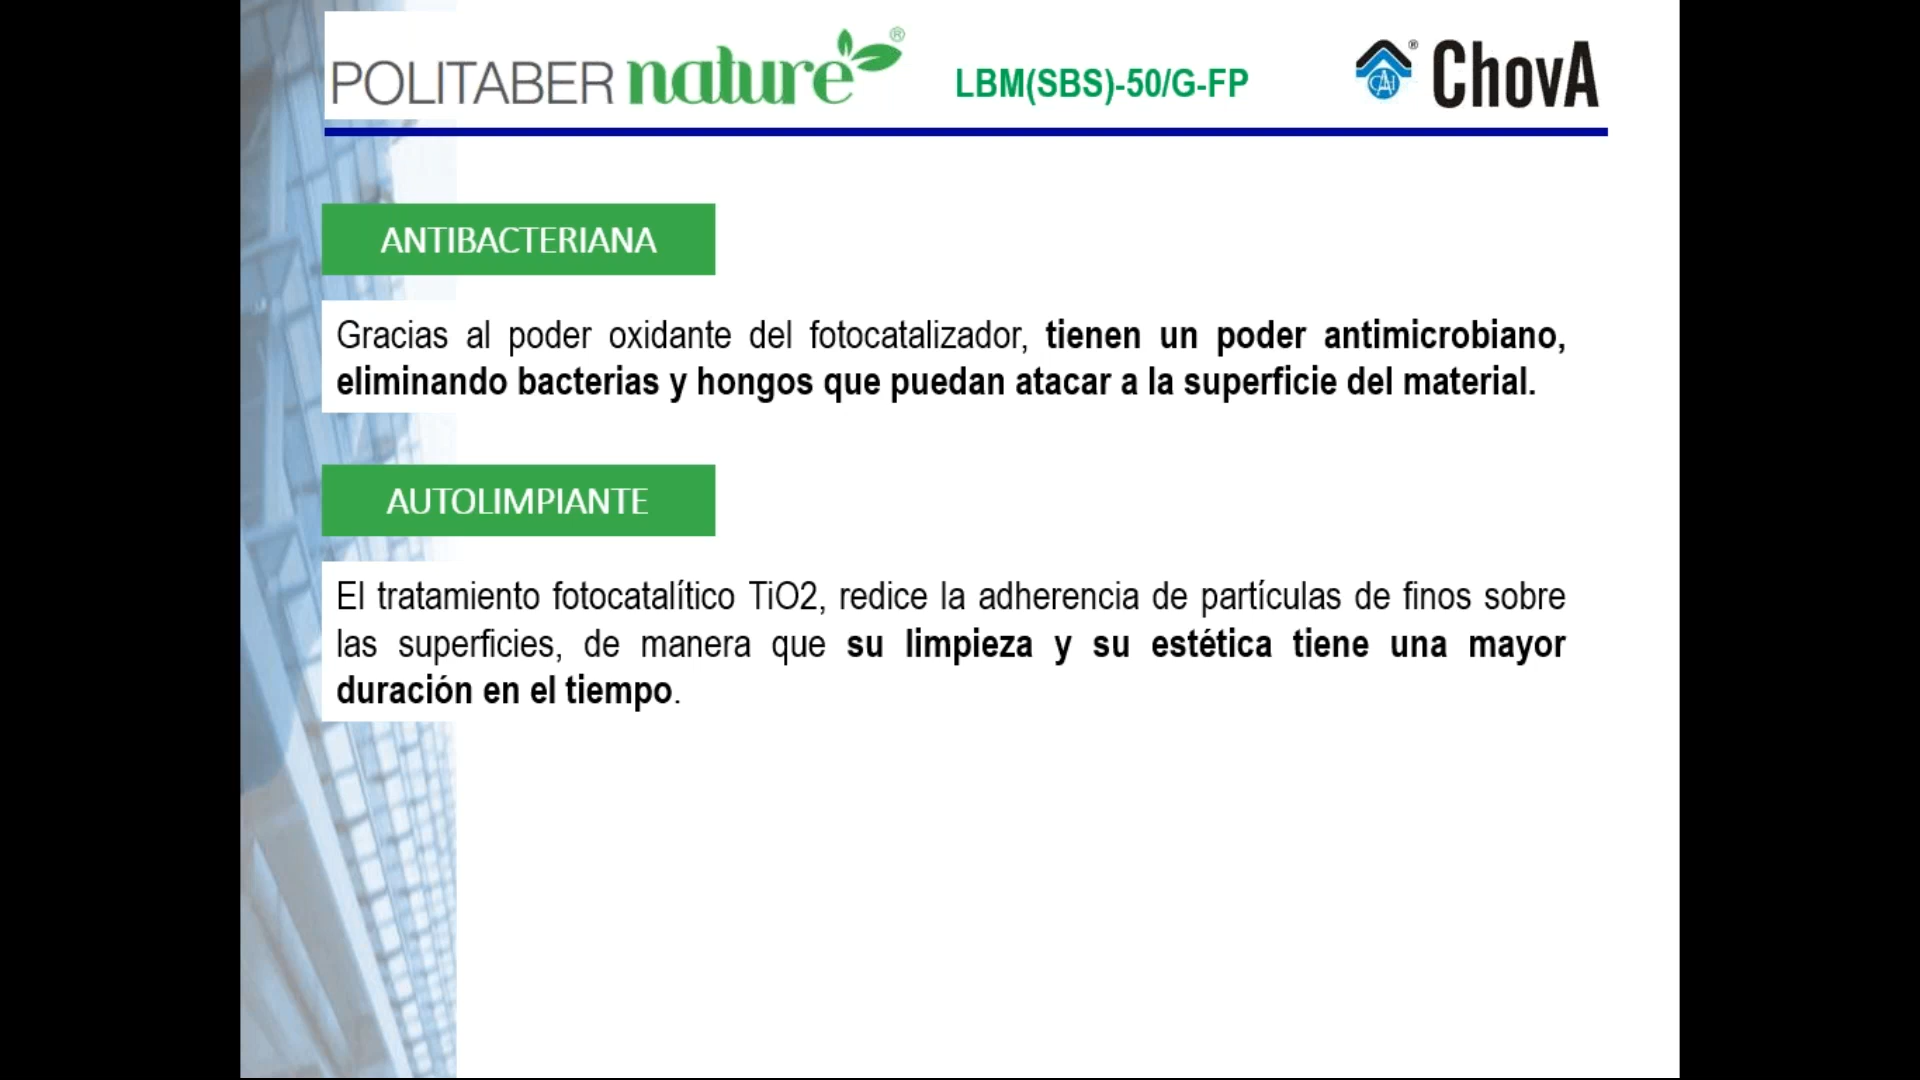 POLITABER nature® LBM(SBS)-50/G-FP ® ChovA
ANTIBACTERIANA
Gracias al poder oxidante del fotocatalizador, tienen un poder antimicrobiano,
eliminando bacterias y hongos que puedan atacar a la superficie del material.
AUTOLIMPIANTE
El tratamiento fotocatalítico TiO2, redice la adherencia de partículas de finos sobre
las superficies, de manera que su limpieza y su estética tiene una mayor
duración en el tiempo.